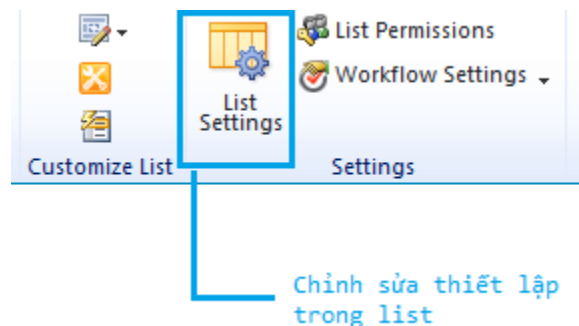 List Permissions
Workflow Settings
List
Settings
Customize List
Settings
Chỉnh sửa thiết lập
trong list